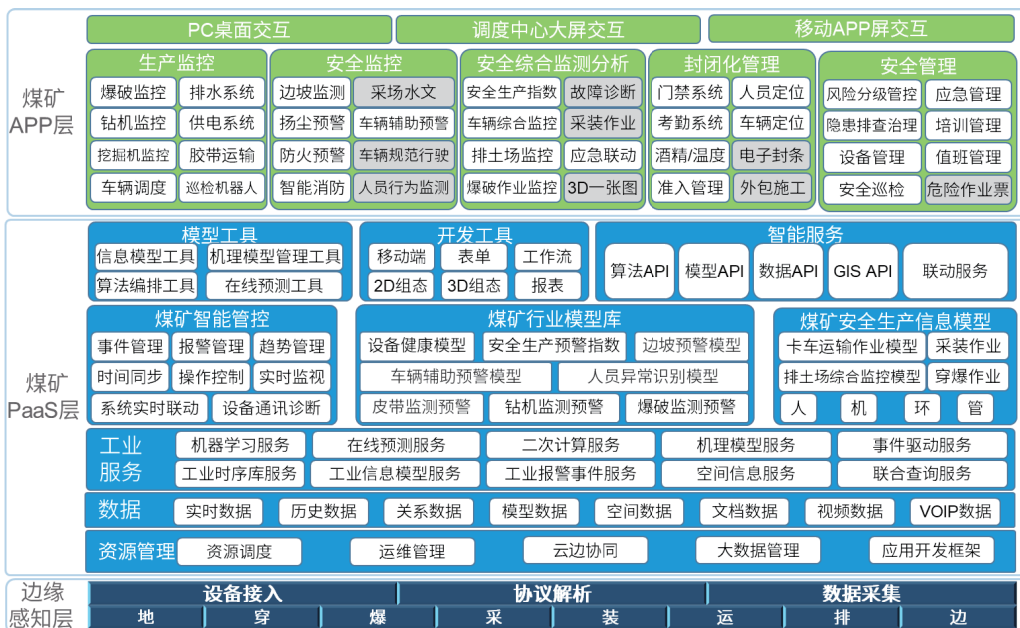 PC桌面交互 调度中心大屏交互 移动APP屏交互
煤矿
APP层
生产监控
爆破监控 排水系统
钻机监控 供电系统
挖掘机监控 胶带运输
车辆调度 巡检机器人
安全监控
边坡监测 采场水文
扬尘预警 车辆辅助预警
防火预警 车辆规范行驶
智能消防 人员行为监测
安全综合监测分析
安全生产指数 故障诊断
车辆综合监控 采装作业
排土场监控 应急联动
爆破作业监控 3D一张图
封闭化管理
门禁系统 人员定位
考勤系统 车辆定位
酒精/温度 电子封条
准入管理 外包施工
安全管理
风险分级管控 应急管理
隐患排查治理 培训管理
设备管理 值班管理
安全巡检 危险作业票
煤矿
PaaS层
模型工具
信息模型工具 机理模型管理工具
算法编排工具 在线预测工具
开发工具
移动端 表单 工作流
2D组态 3D组态 报表
智能服务
算法API 模型API 数据API GIS API 联动服务
煤矿智能管控
事件管理 报警管理 趋势管理
时间同步 操作控制 实时监视
系统实时联动 设备通讯诊断
煤矿行业模型库
设备健康模型 安全生产预警指数 边坡预警模型
车辆辅助预警模型 人员异常识别模型
皮带监测预警 钻机监测预警 爆破监测预警
煤矿安全生产信息模型
卡车运输作业模型 采装作业
排土场综合监控模型 穿爆作业
人 机 环 管
工业
服务
机器学习服务 在线预测服务 二次计算服务 机理模型服务 事件驱动服务
工业时序库服务 工业信息模型服务 工业报警事件服务 空间信息服务 联合查询服务
数据 实时数据 历史数据 关系数据 模型数据 空间数据 文档数据 视频数据 VOIP数据
资源管理 资源调度 运维管理 云边协同 大数据管理 应用开发框架
边缘
感知层
设备接入 协议解析 数据采集
地 穿 爆 采 装 运 排 边